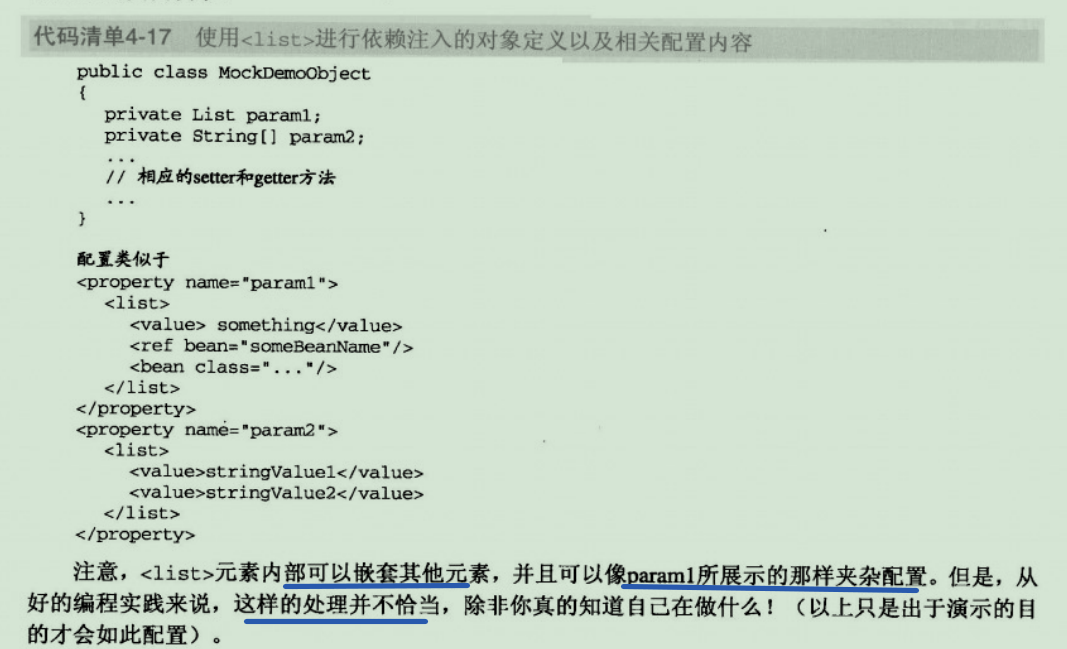 代码清单4-17 使用<list>进行依赖注入的对象定义以及相关配置内容
public class MockDemoObject
{
private List param1;
private String[] param2;
...
// 相应的setter和getter方法
...
}
配置类似于
<property name="param1">
<list>
<value> something</value>
<ref bean="someBeanName"/>
<bean class="..."/>
</list>
</property>
<property name="param2">
<list>
<value>stringValue1</value>
<value>stringValue2</value>
</list>
</property>
注意，<list>元素内部可以嵌套其他元素，并且可以像param1所展示的那样夹杂配置。但是，从
好的编程实践来说，这样的处理并不恰当，除非你真的知道自己在做什么！（以上只是出于演示的目
的才会如此配置）。